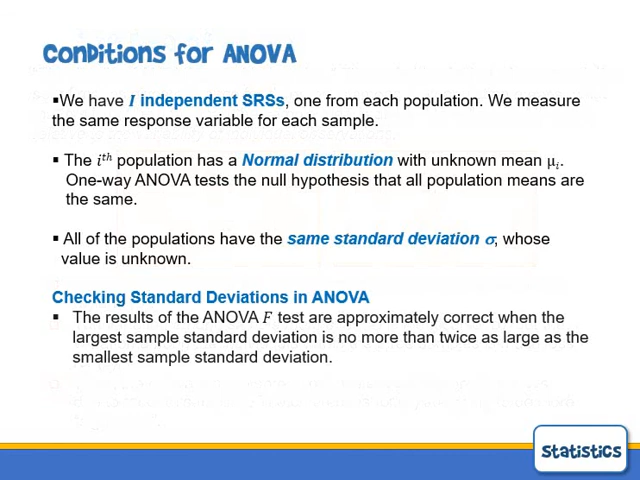 Conditions for ANOVA
▪We have I independent SRSs, one from each population. We measure
the same response variable for each sample.
▪ The iᵗʰ population has a Normal distribution with unknown mean μᵢ.
One-way ANOVA tests the null hypothesis that all population means are
the same.
▪ All of the populations have the same standard deviation σ, whose
value is unknown.
Checking Standard Deviations in ANOVA
▪ The results of the ANOVA F test are approximately correct when the
largest sample standard deviation is no more than twice as large as the
smallest sample standard deviation.
Statistics